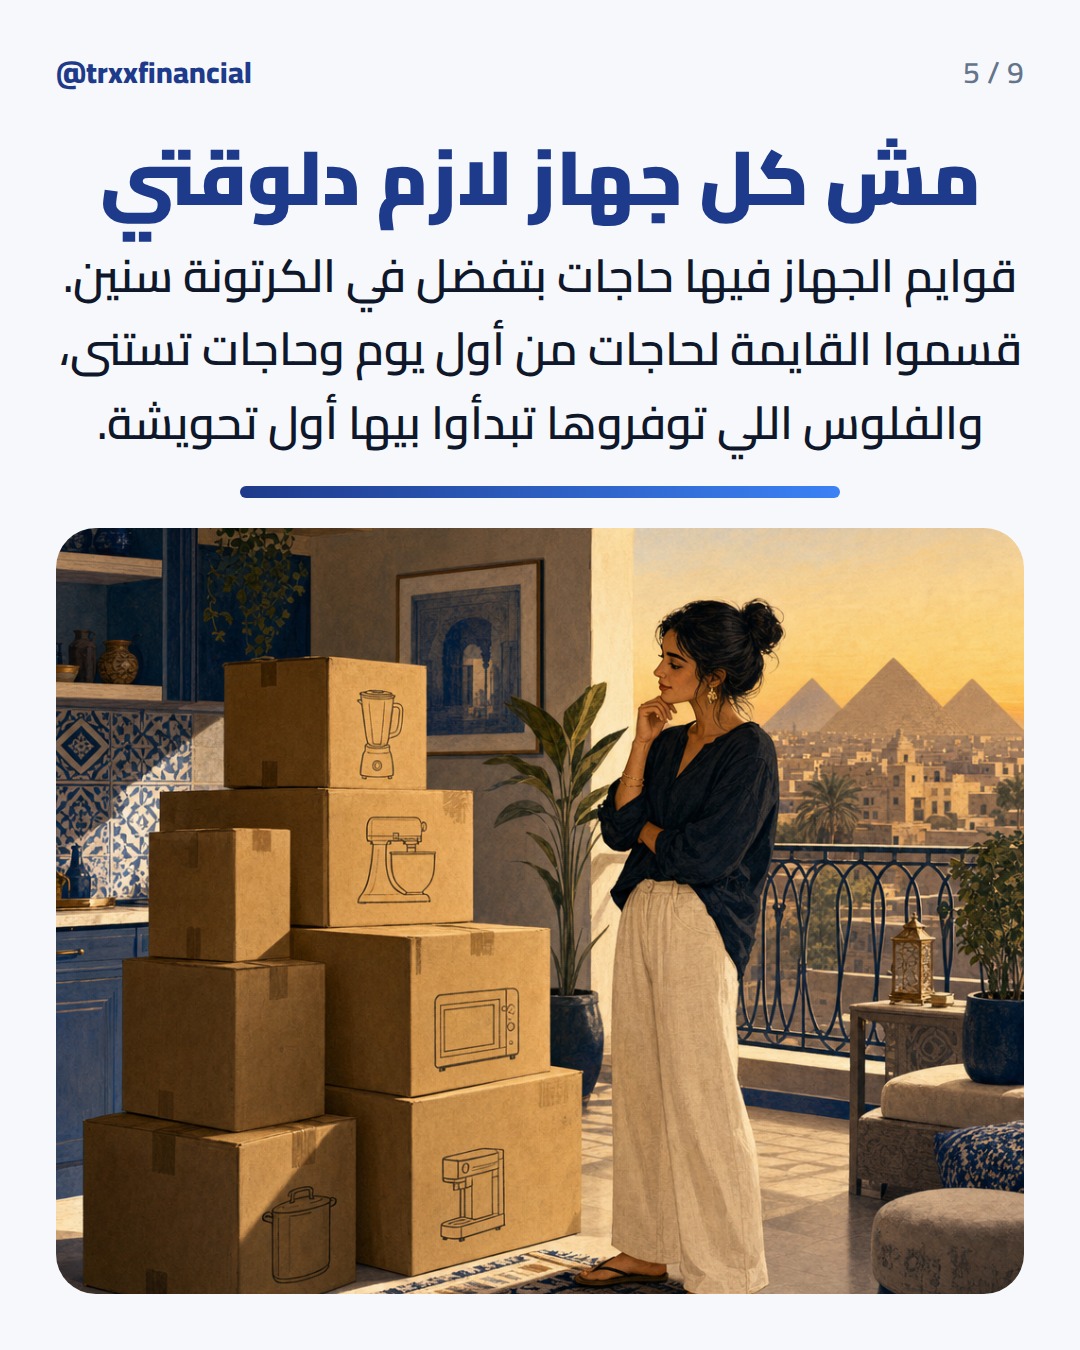 @trxxfinancial
5 / 9
مش كل جهاز لازم دلوقتي
قوايم الجهاز فيها حاجات بتفضل في الكرتونة سنين.
قسموا القايمة لحاجات من أول يوم وحاجات تستنى،
والفلوس اللي توفروها تبدأوا بيها أول تحويشة.